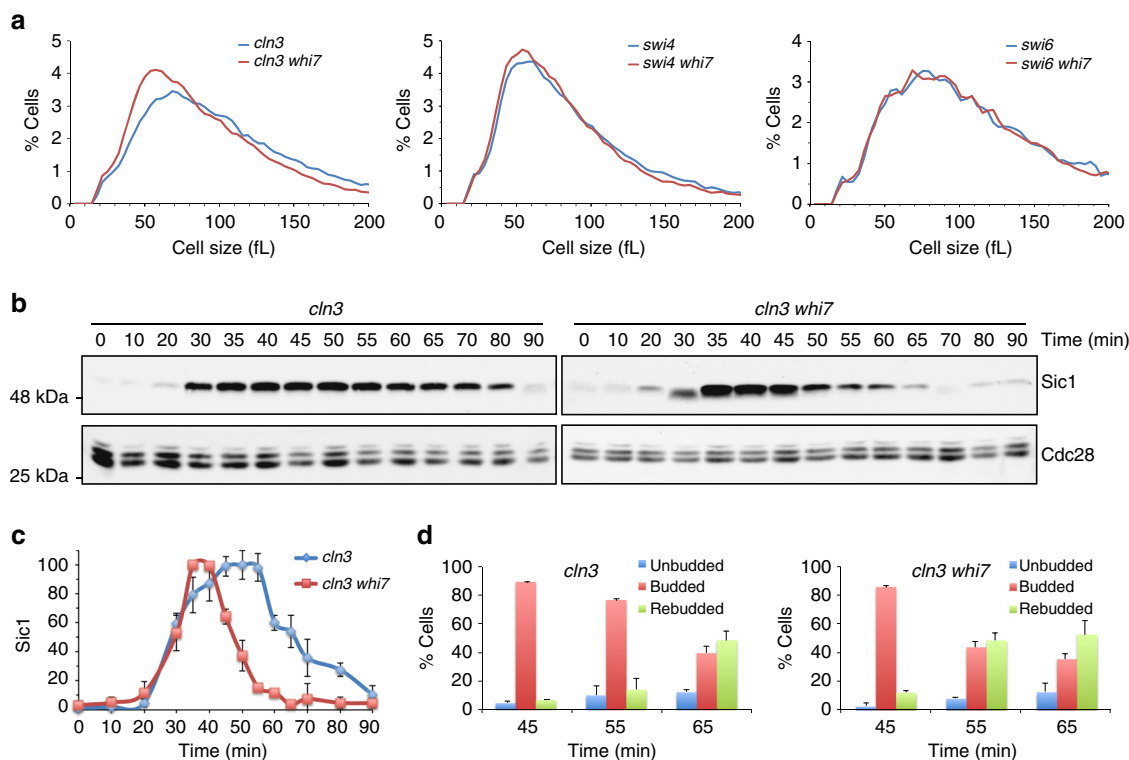 a
5
4
3
2
1
0
% Cells
0
50
100
150
200
Cell size (fL)
cln3
cln3 whi7
5
4
3
2
1
0
% Cells
0
50
100
150
200
Cell size (fL)
swi4
swi4 whi7
4
3
2
1
0
% Cells
0
50
100
150
200
Cell size (fL)
swi6
swi6 whi7
b
cln3
cln3 whi7
0 10 20 30 35 40 45 50 55 60 65 70 80 90
0 10 20 30 35 40 45 50 55 60 65 70 80 90
Time (min)
48 kDa
Sic1
25 kDa
Cdc28
c
100
80
60
40
20
0
Sic1
0 10 20 30 40 50 60 70 80 90
Time (min)
cln3
cln3 whi7
d
100
80
60
40
20
0
% Cells
cln3
Unbudded
Budded
Rebudded
45 55 65
Time (min)
100
80
60
40
20
0
% Cells
cln3 whi7
Unbudded
Budded
Rebudded
45 55 65
Time (min)